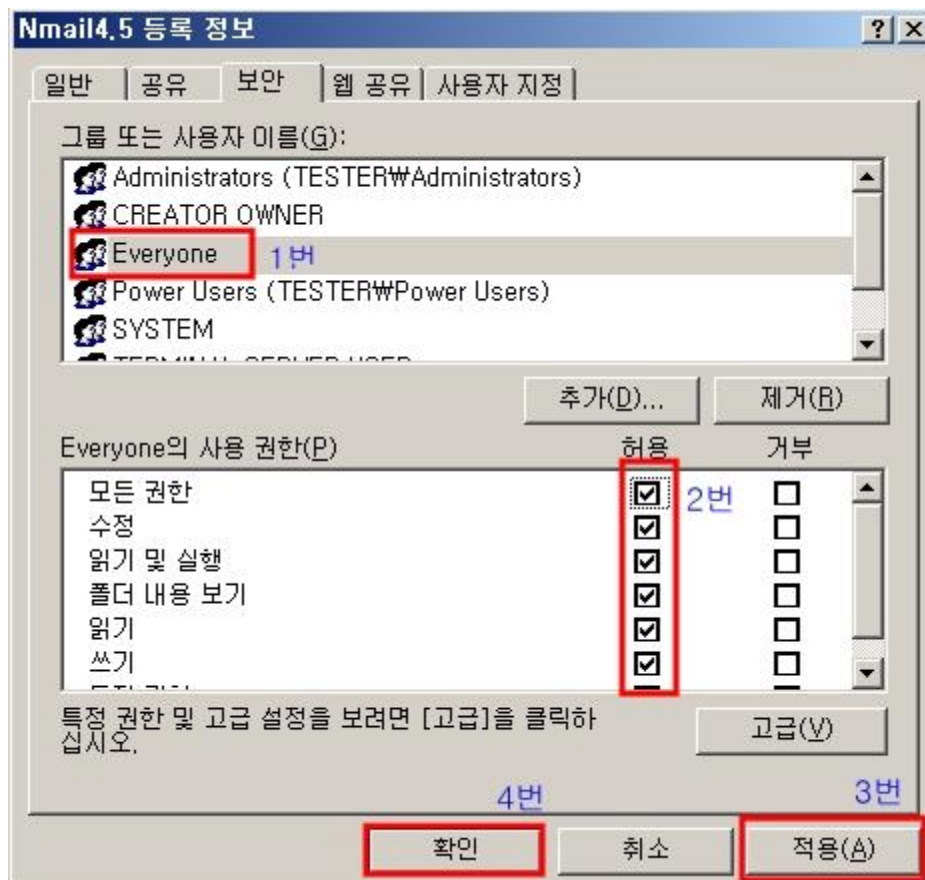 Nmail4.5 등록 정보
일반 공유 보안 웹 공유 사용자 지정
그룹 또는 사용자 이름(G):
Administrators (TESTER₩Administrators)
CREATOR OWNER
Everyone 1번
Power Users (TESTER₩Power Users)
SYSTEM
추가(D)... 제거(R)
Everyone의 사용 권한(P) 허용 거부
모든 권한 2번
수정
읽기 및 실행
폴더 내용 보기
읽기
쓰기
특정 권한 및 고급 설정을 보려면 [고급]을 클릭하
십시오.
고급(V)
4번 3번
확인 취소 적용(A)